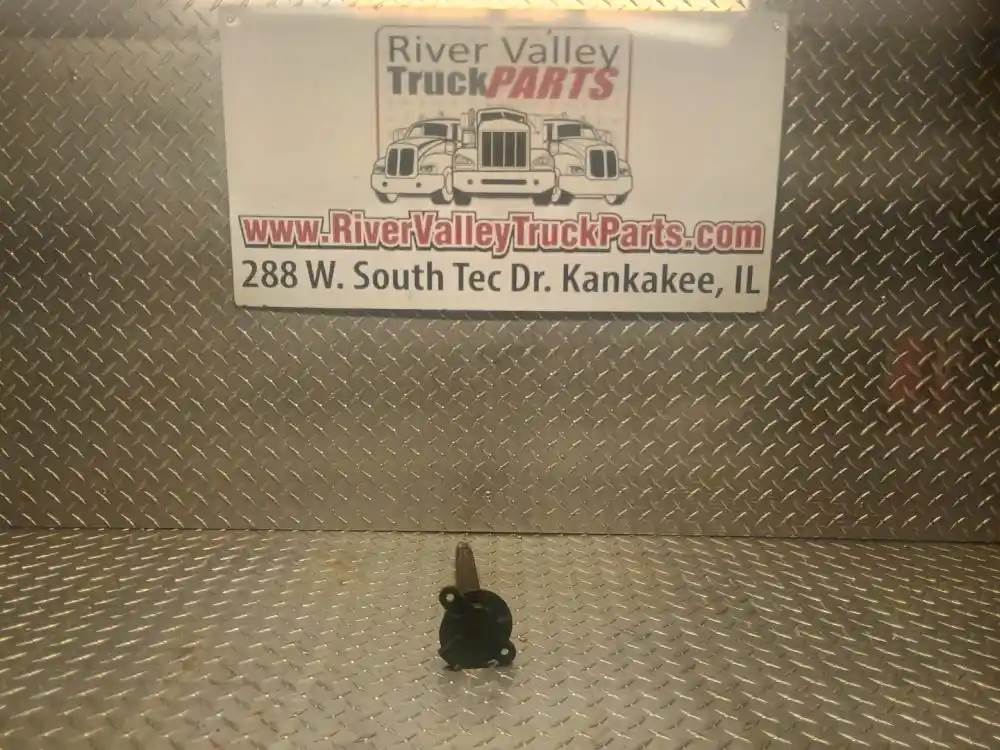 River Valley
TruckPARTS
www.RiverValleyTruckParts.com
288 W. South Tec Dr. Kankakee, IL